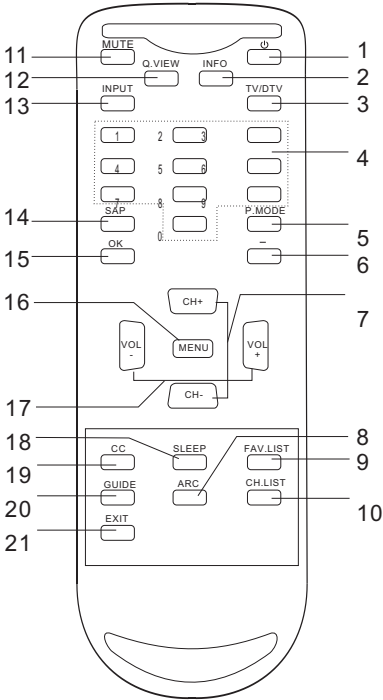 MUTE
11
1
Q.VIEW INFO
12
2
INPUT TV/DTV
13
3
1 2 3
4
4 5 6
7 8 9
SAP P.MODE
14
0
5
OK –
15
6
16
CH+
7
VOL - MENU VOL +
17
CH-
18
8
CC SLEEP FAV.LIST
19
9
GUIDE ARC CH.LIST
20
10
EXIT
21